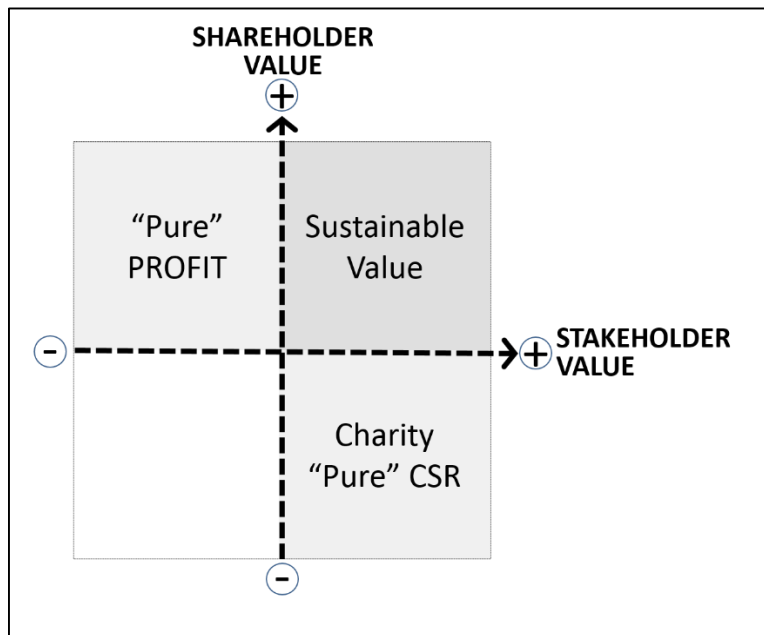 SHAREHOLDER
VALUE
+
“Pure”
PROFIT
Sustainable
Value
-
+
STAKEHOLDER
VALUE
Charity
“Pure” CSR
-